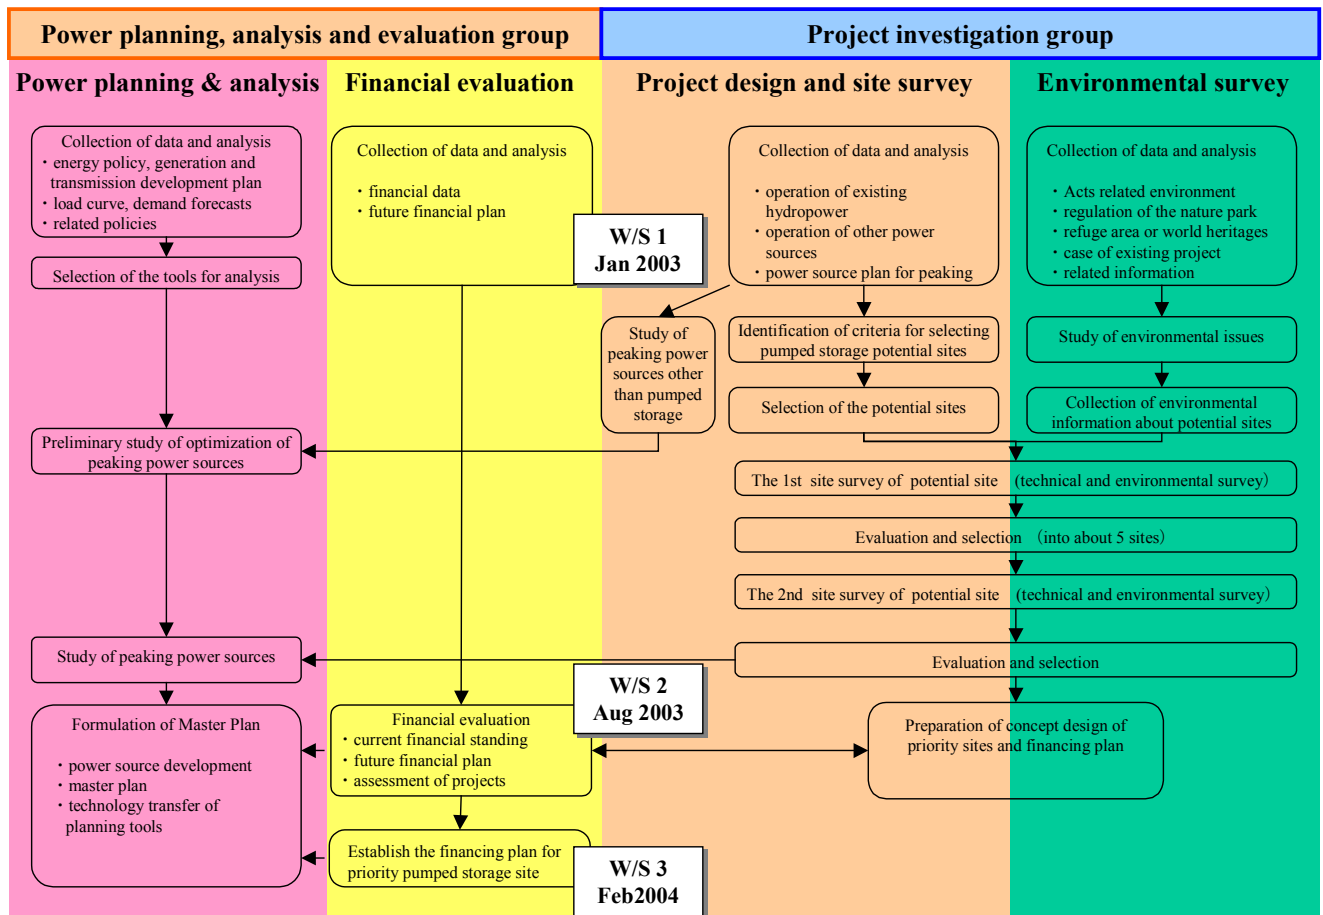 Power planning, analysis and evaluation group
Project investigation group
Power planning & analysis
Financial evaluation
Project design and site survey
Environmental survey
Collection of data and analysis
・energy policy, generation and
transmission development plan
・load curve, demand forecasts
・related policies
Selection of the tools for analysis
Preliminary study of optimization of
peaking power sources
Study of peaking power sources
Formulation of Master Plan
・power source development
・master plan
・technology transfer of
planning tools
Collection of data and analysis
・financial data
・future financial plan
Financial evaluation
・current financial standing
・future financial plan
・assessment of projects
Establish the financing plan for
priority pumped storage site
W/S 1
Jan 2003
W/S 2
Aug 2003
W/S 3
Feb2004
Collection of data and analysis
・operation of existing
hydropower
・operation of other power
sources
・power source plan for peaking
Study of
peaking power
sources other
than pumped
storage
Identification of criteria for selecting
pumped storage potential sites
Selection of the potential sites
Collection of data and analysis
・Acts related environment
・regulation of the nature park
・refuge area or world heritages
・case of existing project
・related information
Study of environmental issues
Collection of environmental
information about potential sites
The 1st site survey of potential site (technical and environmental survey)
Evaluation and selection （into about 5 sites）
The 2nd site survey of potential site (technical and environmental survey)
Evaluation and selection
Preparation of concept design of
priority sites and financing plan